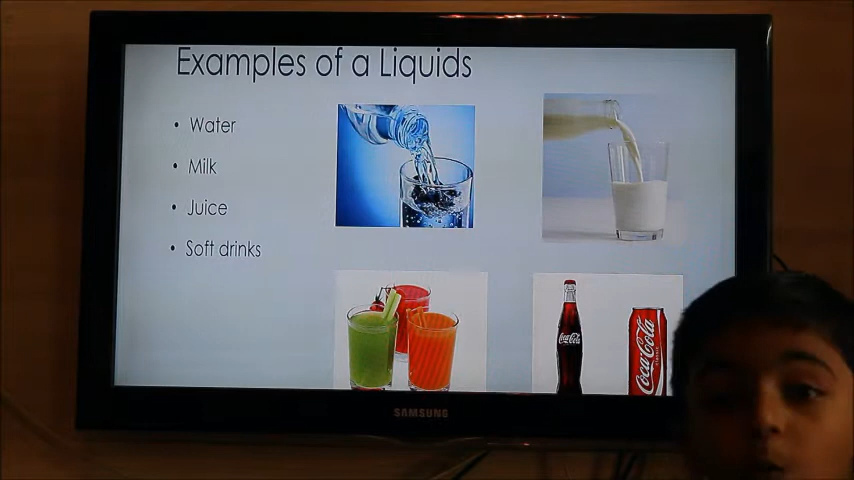 Examples of a Liquids
• Water
• Milk
• Juice
• Soft drinks
Coca-Cola
Coca-Cola
SAMSUNG